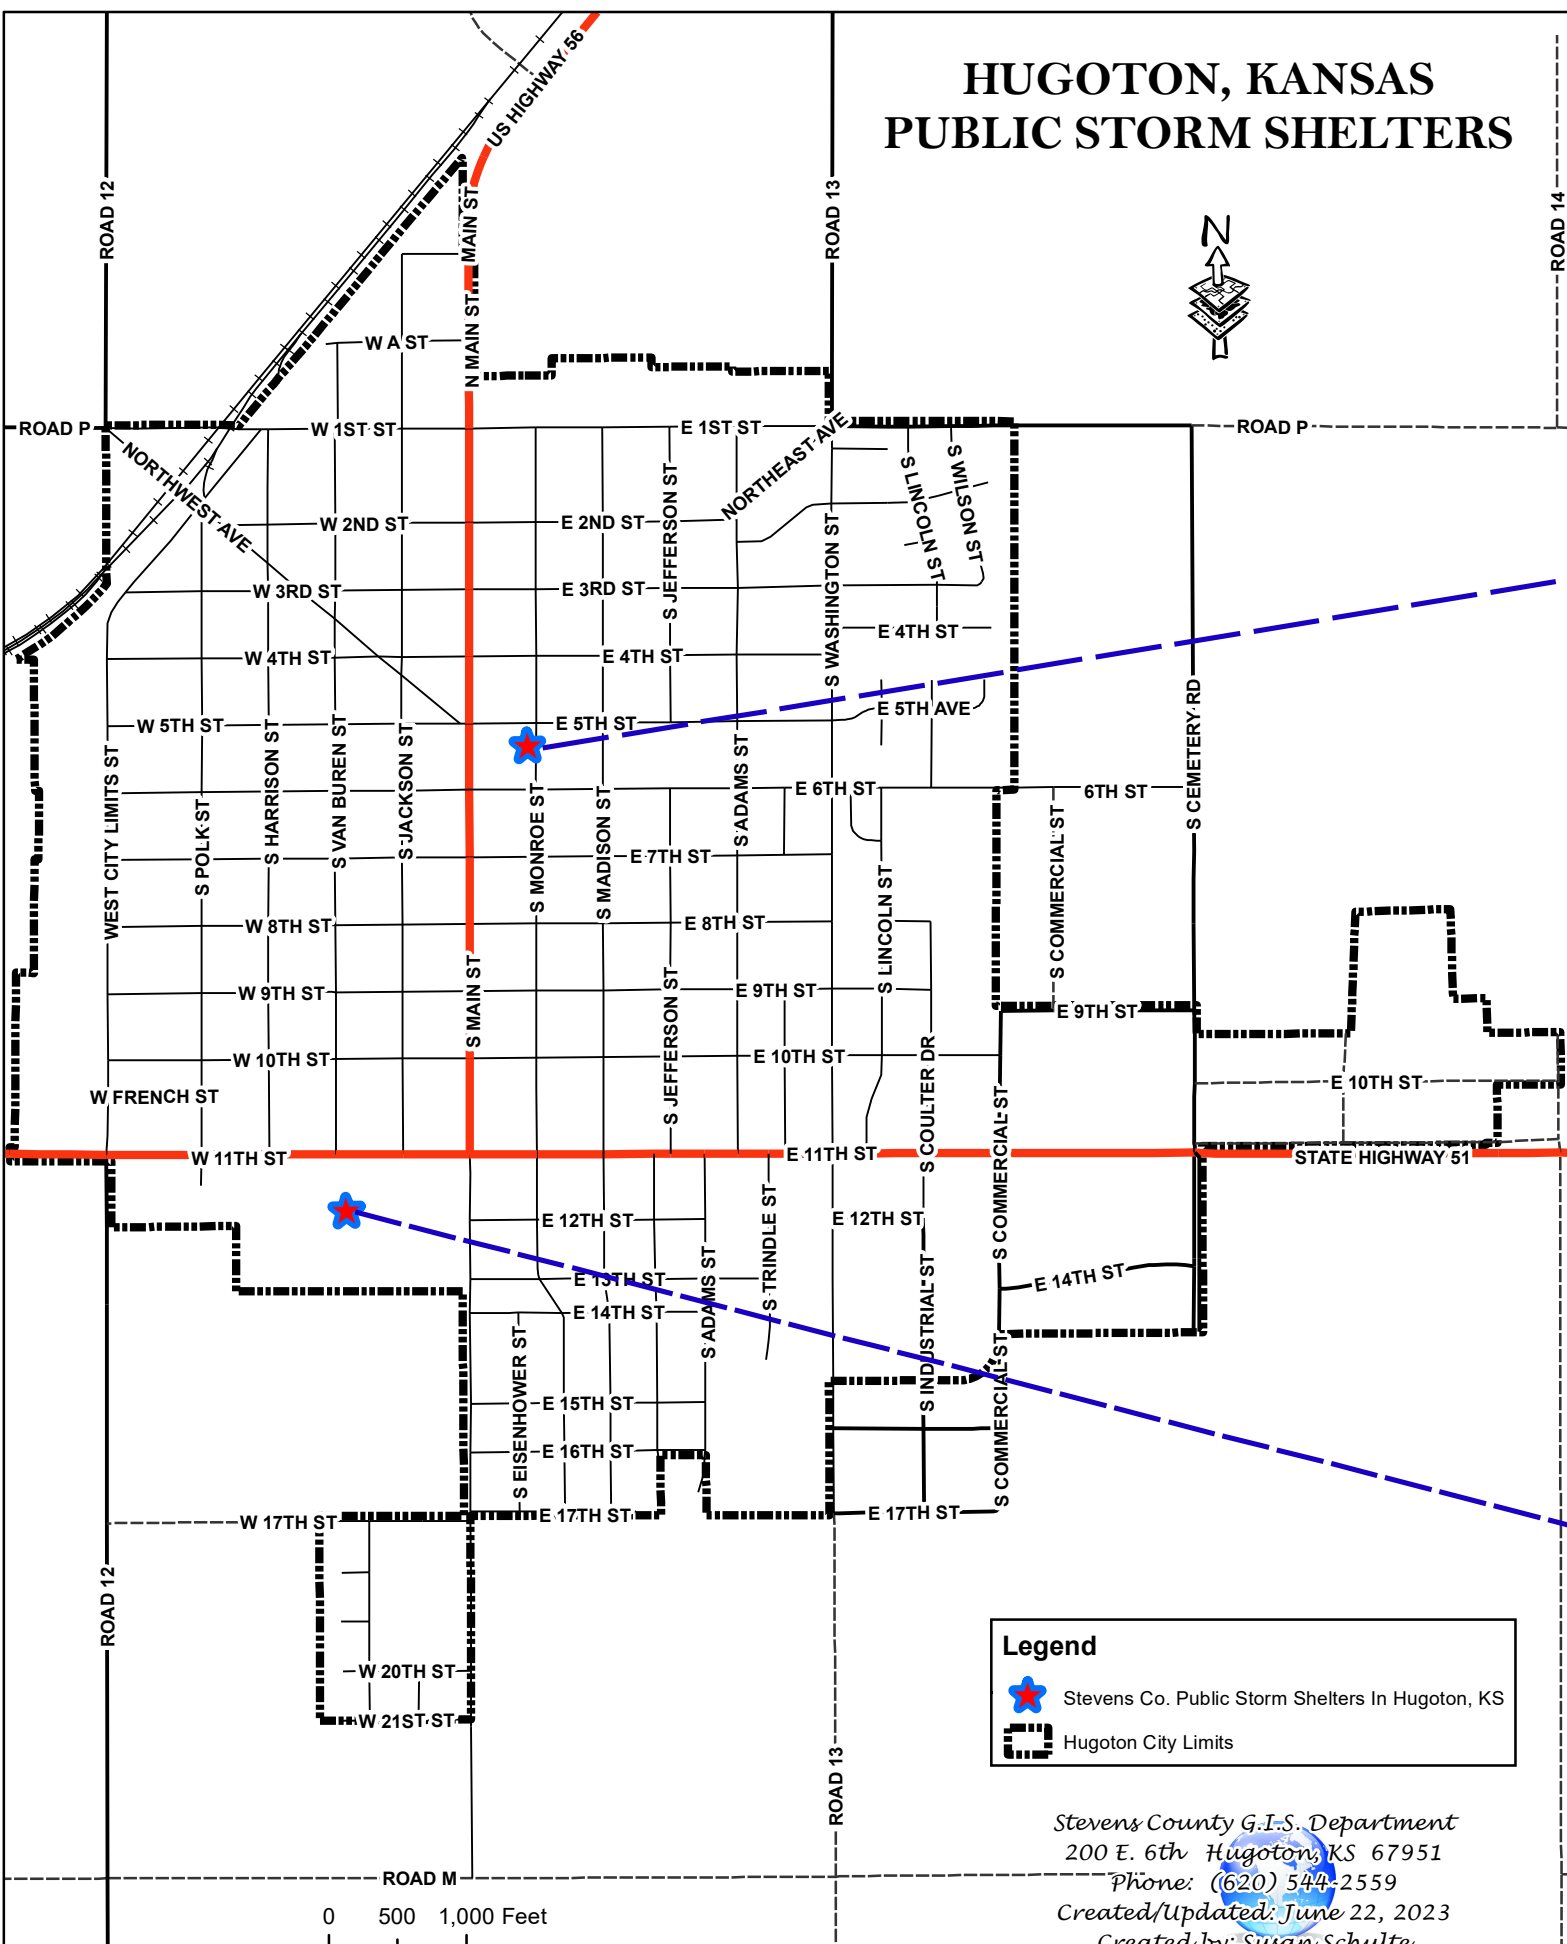 HUGOTON, KANSAS
PUBLIC STORM SHELTERS
N
US HIGHWAY 56
ROAD 12
MAIN ST
ROAD 13
ROAD 14
N MAIN ST
W A ST
ROAD P
W 1ST ST
E 1ST ST
NORTHEAST AVE
ROAD P
NORTHWEST AVE
W 2ND ST
E 2ND ST
S JEFFERSON ST
S WASHINGTON ST
S LINCOLN ST
S WILSON ST
W 3RD ST
E 3RD ST
W 4TH ST
E 4TH ST
E 4TH ST
W 5TH ST
E 5TH ST
E 5TH AVE
WEST CITY LIMITS ST
S POLK ST
S HARRISON ST
S VAN BUREN ST
S JACKSON ST
S MONROE ST
S MADISON ST
S ADAMS ST
S CEMETERY RD
E 6TH ST
6TH ST
E 7TH ST
S LINCOLN ST
S COMMERCIAL ST
W 8TH ST
E 8TH ST
S MAIN ST
S JEFFERSON ST
W 9TH ST
E 9TH ST
E 9TH ST
W 10TH ST
E 10TH ST
S COULTER DR
S COMMERCIAL ST
E 10TH ST
W FRENCH ST
W 11TH ST
E 11TH ST
STATE HIGHWAY 51
E 12TH ST
E 12TH ST
S TRINDLE ST
S ADAMS ST
E 13TH ST
E 14TH ST
E 14TH ST
S INDUSTRIAL ST
S EISENHOWER ST
S COMMERCIAL ST
E 15TH ST
E 16TH ST
W 17TH ST
E 17TH ST
E 17TH ST
ROAD 12
W 20TH ST
W 21ST ST
ROAD 13
ROAD M
Legend
Stevens Co. Public Storm Shelters In Hugoton, KS
Hugoton City Limits
Stevens County G.I.S. Department
200 E. 6th Hugoton, KS 67951
Phone: (620) 544-2559
Created/Updated: June 22, 2023
Created by: Susan Schulte
0 500 1,000 Feet